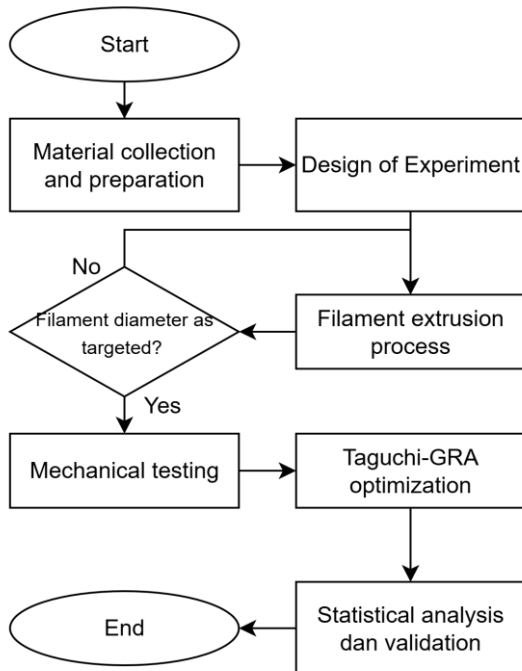 Start
Material collection
and preparation
Design of Experiment
No
Filament diameter as
targeted?
Filament extrusion
process
Yes
Mechanical testing
Taguchi-GRA
optimization
Statistical analysis
dan validation
End